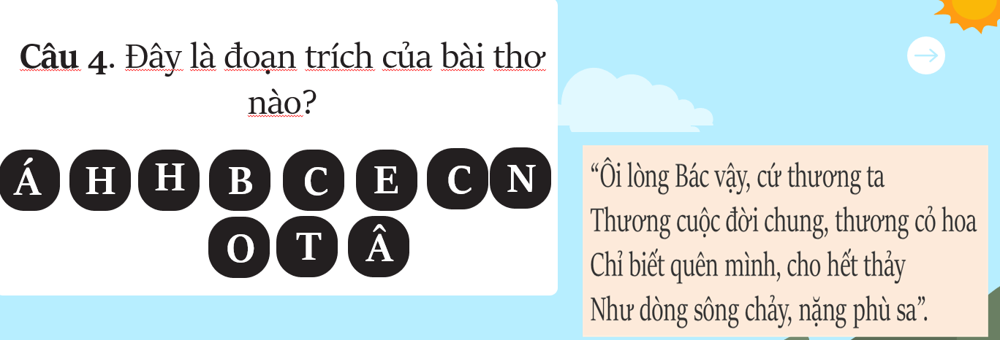 Câu 4. Đây là đoạn trích của bài thơ
nào?
Á H H B C E C N
O T Â
“Ôi lòng Bác vậy, cứ thương ta
Thương cuộc đời chung, thương cỏ hoa
Chỉ biết quên mình, cho hết thảy
Như dòng sông chảy, nặng phù sa”.